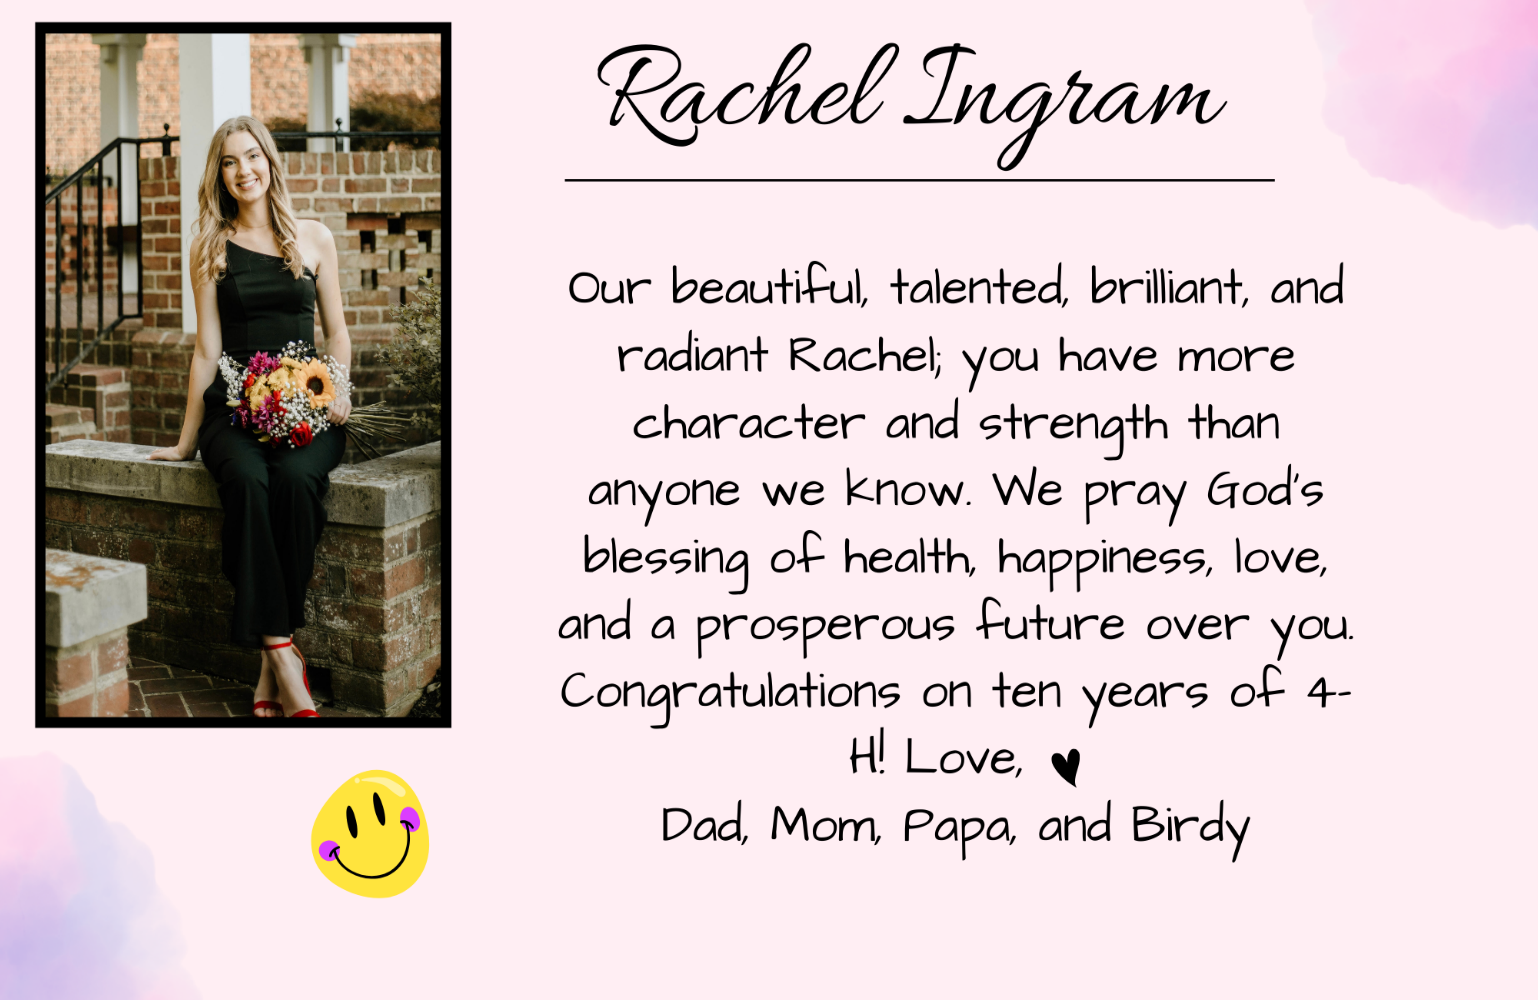 Rachel Ingram
Our beautiful, talented, brilliant, and
radiant Rachel; you have more
character and strength than
anyone we know. We pray God's
blessing of health, happiness, love,
and a prosperous future over you.
Congratulations on ten years of 4-
H! Love,
Dad, Mom, Papa, and Birdy